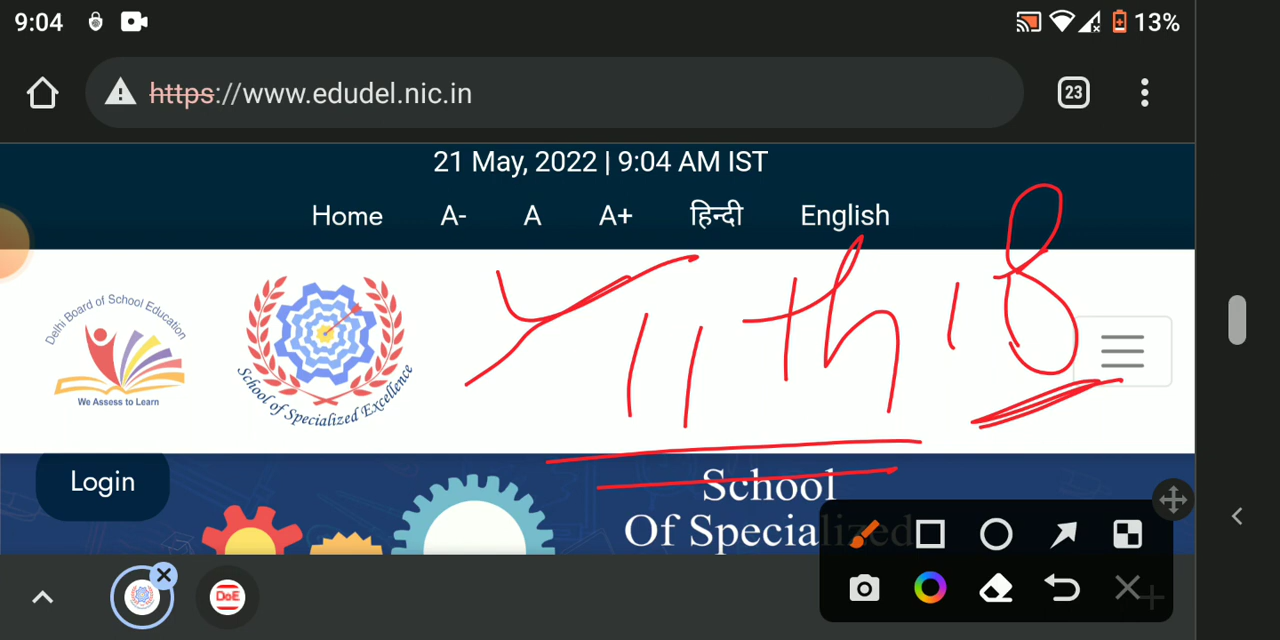 9:04 13%
https://www.edudel.nic.in 23
21 May, 2022 | 9:04 AM IST
Home A- A A+ हिन्दी English
Delhi Board of School Education
We Assess to Learn
School of Specialized Excellence
11th 18
Login
School
Of Specialized
DoE